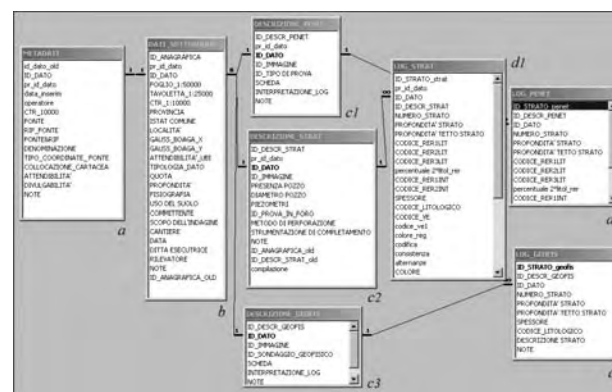 METADATI
id_dato_old
ID_DATO
pr_id_dato
data_inserim
operatore
CTR_10000
FONTE
RIF_FONTE
FONTERIF
DENOMINAZIONE
TIPO_COORDINATE_FONTE
COLLOCAZIONE_CARTACEA
ATTENDIBILITA'
DIVULGABILITA'
NOTE
a
ID_ANAGRAFICA
pr_id_dato
ID_DATO
FOGLIO_1:50000
TAVOLETTA_1:25000
CTR_1:10000
PROVINCIA
ISTAT COMUNE
LOCALITA'
GAUSS_BOAGA_X
GAUSS_BOAGA_Y
ATTENDIBILITA'_UBI
TIPOLOGIA_DATO
QUOTA
PROFONDITA'
FISIOGRAFIA
USO DEL SUOLO
COMMITTENTE
SCOPO DELL'INDAGINE
CANTIERE
DATA
DITTA ESECUTRICE
RILEVATORE
NOTE
ID_ANAGRAFICA_OLD
b
DESCRIZIONE_PENET
ID_DESCR_PENET
pr_id_dato
ID_DATO
ID_IMMAGINE
ID_TIPO DI PROVA
SCHEDA
INTERPRETAZIONE_LOG
NOTE
c1
DESCRIZIONE_STRAT
ID_DESCR_STRAT
pr_id_dato
ID_DATO
ID_IMMAGINE
PRESENZA POZZO
DIAMETRO POZZO
PIEZOMETRI
ID_PROVA_IN_FORO
METODO DI PERFORAZIONE
STRUMENTAZIONE DI COMPLETAMENTO
NOTE
ID_ANAGRAFICA_old
ID_DESCR_STRAT_old
compilazione
c2
DESCRIZIONE_GEOFIS
ID_DESCR_GEOFIS
ID_DATO
ID_IMMAGINE
ID_SONDAGGIO_GEOFISICO
SCHEDA
INTERPRETAZIONE_LOG
NOTE
c3
d1
LOG_STRAT
ID_STRATO_strat
pr_id_dato
ID_DATO
ID_DESCR_STRAT
NUMERO_STRATO
PROFONDITA' STRATO
PROFONDITA' TETTO STRATO
CODICE_RER1LIT
CODICE_RER2LIT
CODICE_RER3LIT
percentuale 2°litol_rer
CODICE_RER1INT
CODICE_RER2INT
SPESSORE
CODICE_LITOLOGICO
CODICE_VE
codice_ve1
colore_reg
codifica
consistenza
alternanze
COLORE
LOG_PENET
ID_STRATO_penet
ID_DESCR_PENET
ID_DATO
NUMERO_STRATO
PROFONDITA' STRATO
PROFONDITA' TETTO STRATO
CODICE_RER1LIT
CODICE_RER2LIT
percentuale 2°litol_rer
CODICE_RER1INT
LOG_GEOFIS
ID_STRATO_geofis
ID_DESCR_GEOFIS
ID_DATO
NUMERO_STRATO
PROFONDITA' STRATO
PROFONDITA' TETTO STRATO
SPESSORE
CODICE_LITOLOGICO
DESCRIZIONE STRATO
NOTE